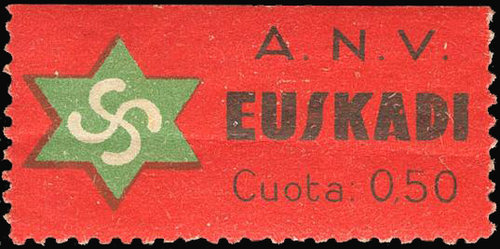 A. N. V.
EUSKADI
Cuota: 0,50